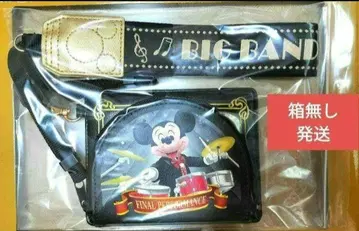 BIG BAND
箱無し
発送
FINAL PERFORMANCE